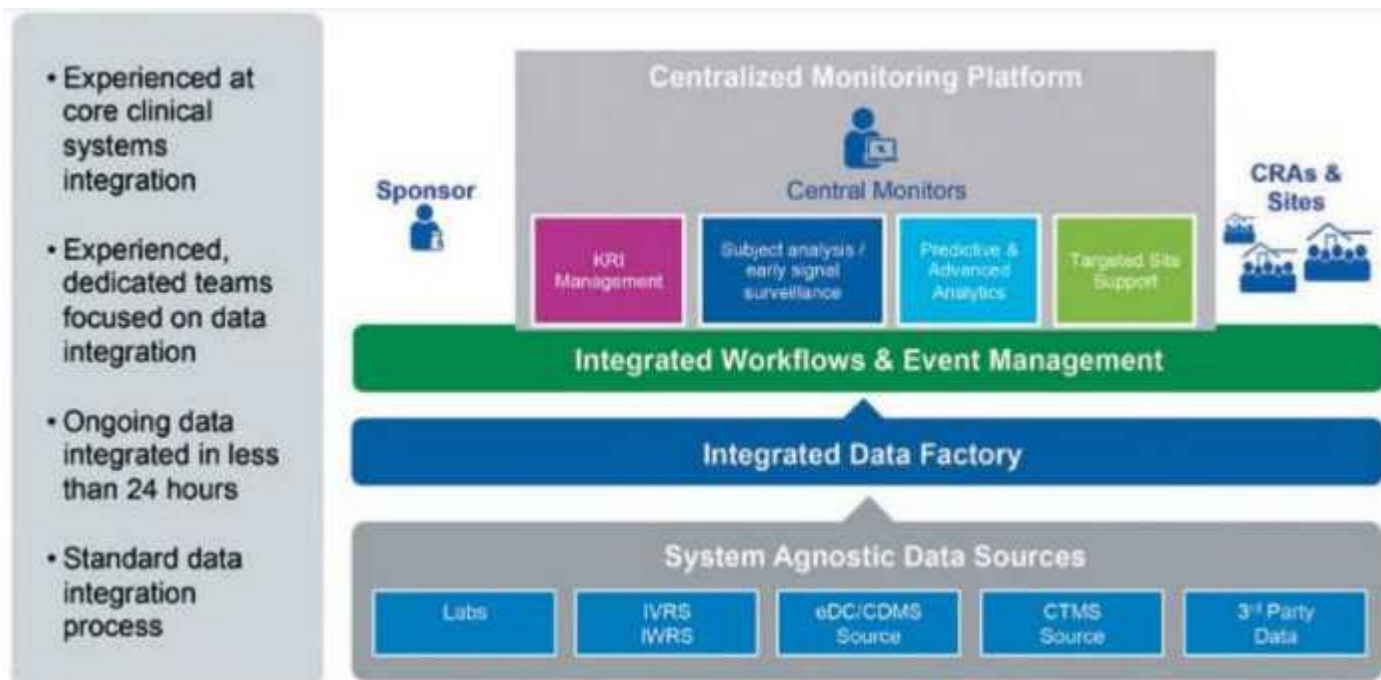 • Experienced at
core clinical
systems
integration
• Experienced,
dedicated teams
focused on data
integration
• Ongoing data
integrated in less
than 24 hours
• Standard data
integration
process
Centralized Monitoring Platform
Central Monitors
Sponsor
CRAs &
Sites
KRI
Management
Subject analysis /
early signal
surveillance
Predictive &
Advanced
Analytics
Targeted Site
Support
Integrated Workflows & Event Management
Integrated Data Factory
System Agnostic Data Sources
Labs
IVRS
IWRS
eDC/CDMS
Source
CTMS
Source
3rd Party
Data